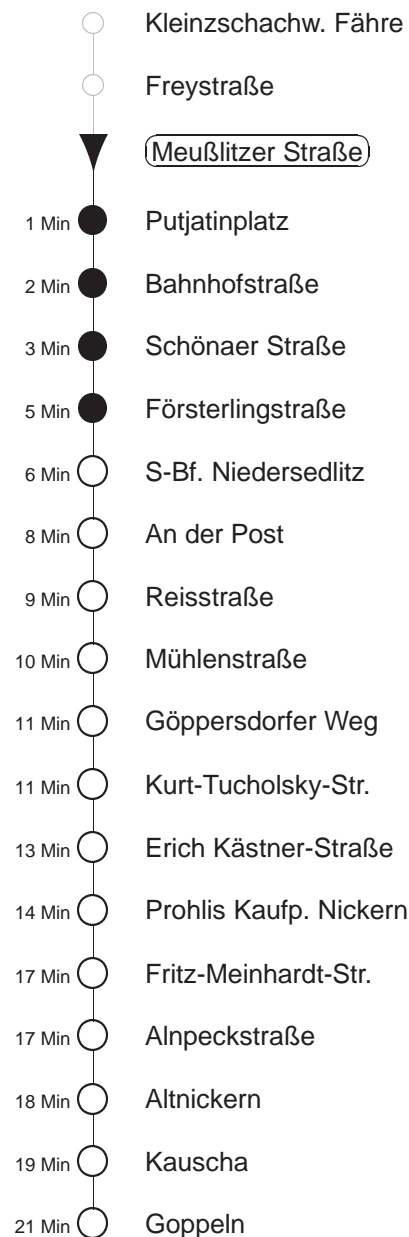 Kleinzschachw. Fähre
Freystraße
Meußlitzer Straße
1 Min Putjatinplatz
2 Min Bahnhofstraße
3 Min Schönaer Straße
5 Min Försterlingstraße
6 Min S-Bf. Niedersedlitz
8 Min An der Post
9 Min Reisstraße
10 Min Mühlenstraße
11 Min Göppersdorfer Weg
11 Min Kurt-Tucholsky-Str.
13 Min Erich Kästner-Straße
14 Min Prohlis Kaufp. Nickern
17 Min Fritz-Meinhardt-Str.
17 Min Alnpeckstraße
18 Min Altnickern
19 Min Kauscha
21 Min Goppeln